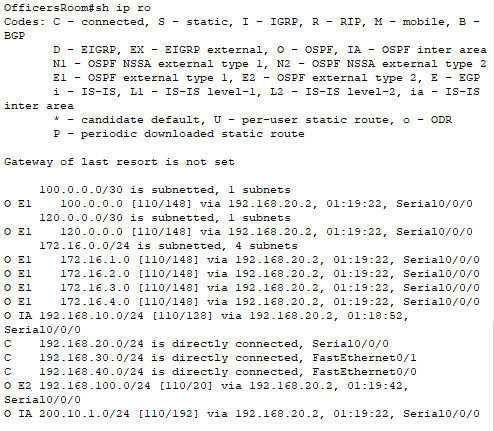 OfficersRoom#sh ip ro
Codes: C - connected, S - static, I - IGRP, R - RIP, M - mobile, B -
BGP
D - EIGRP, EX - EIGRP external, O - OSPF, IA - OSPF inter area
N1 - OSPF NSSA external type 1, N2 - OSPF NSSA external type 2
E1 - OSPF external type 1, E2 - OSPF external type 2, E - EGP
i - IS-IS, L1 - IS-IS level-1, L2 - IS-IS level-2, ia - IS-IS
inter area
* - candidate default, U - per-user static route, o - ODR
P - periodic downloaded static route
Gateway of last resort is not set
100.0.0.0/30 is subnetted, 1 subnets
O E1 100.0.0.0 [110/148] via 192.168.20.2, 01:19:22, Serial0/0/0
120.0.0.0/30 is subnetted, 1 subnets
O E1 120.0.0.0 [110/148] via 192.168.20.2, 01:19:22, Serial0/0/0
172.16.0.0/24 is subnetted, 4 subnets
O E1 172.16.1.0 [110/148] via 192.168.20.2, 01:19:22, Serial0/0/0
O E1 172.16.2.0 [110/148] via 192.168.20.2, 01:19:22, Serial0/0/0
O E1 172.16.3.0 [110/148] via 192.168.20.2, 01:19:22, Serial0/0/0
O E1 172.16.4.0 [110/148] via 192.168.20.2, 01:19:22, Serial0/0/0
O IA 192.168.10.0/24 [110/128] via 192.168.20.2, 01:18:52,
Serial0/0/0
C 192.168.20.0/24 is directly connected, Serial0/0/0
C 192.168.30.0/24 is directly connected, FastEthernet0/1
C 192.168.40.0/24 is directly connected, FastEthernet0/0
O E2 192.168.100.0/24 [110/20] via 192.168.20.2, 01:19:42,
Serial0/0/0
O IA 200.10.1.0/24 [110/192] via 192.168.20.2, 01:19:22, Serial0/0/0